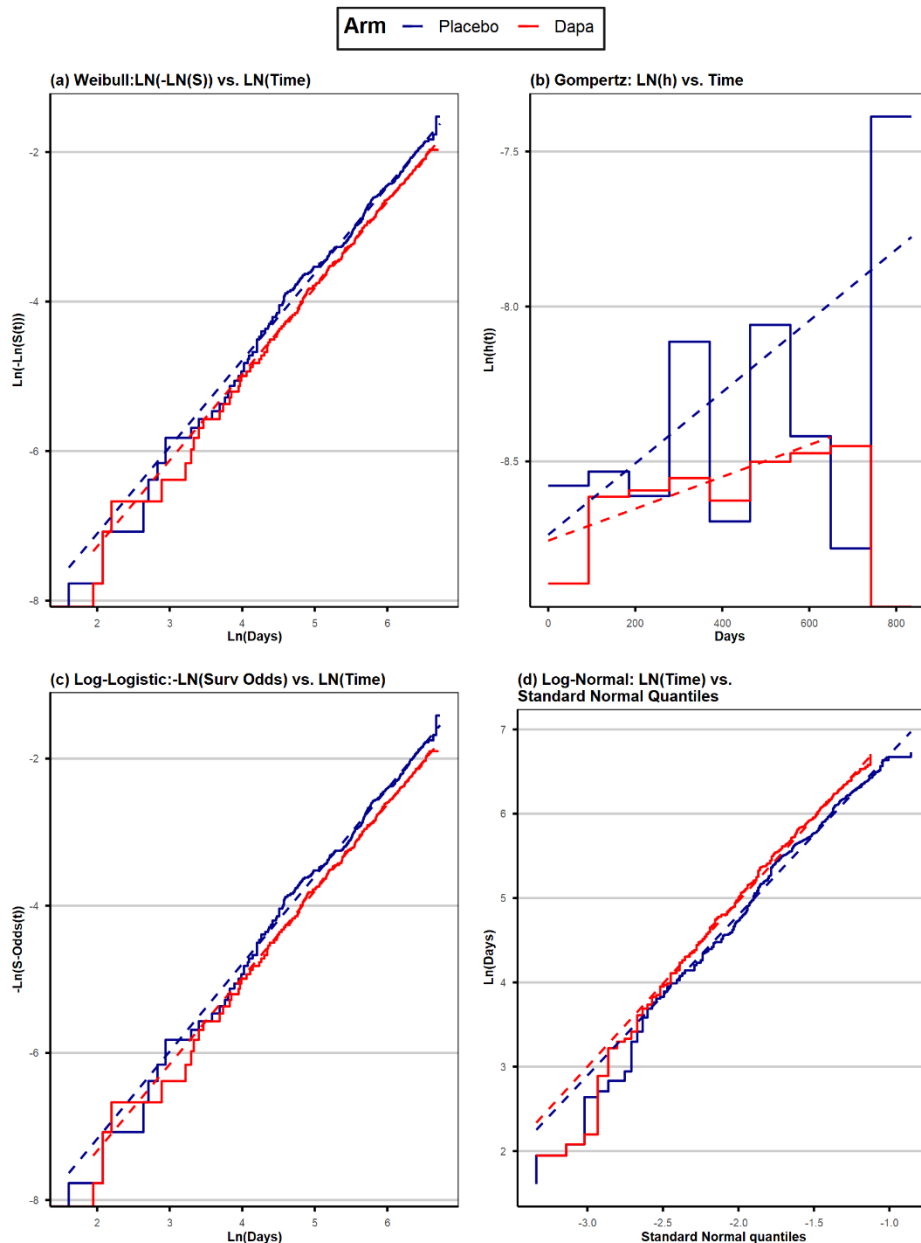 Arm Placebo Dapa
(a) Weibull:LN(-LN(S)) vs. LN(Time)
Ln(-Ln(S(t)))
-2
-4
-6
-8
2 3 4 5 6
Ln(Days)
(b) Gompertz: LN(h) vs. Time
Ln(h(t))
-7.5
-8.0
-8.5
0 200 400 600 800
Days
(c) Log-Logistic:-LN(Surv Odds) vs. LN(Time)
-Ln(S-Odds(t))
-2
-4
-6
-8
2 3 4 5 6
Ln(Days)
(d) Log-Normal: LN(Time) vs.
Standard Normal Quantiles
Ln(Days)
7
6
5
4
3
2
-3.0 -2.5 -2.0 -1.5 -1.0
Standard Normal quantiles